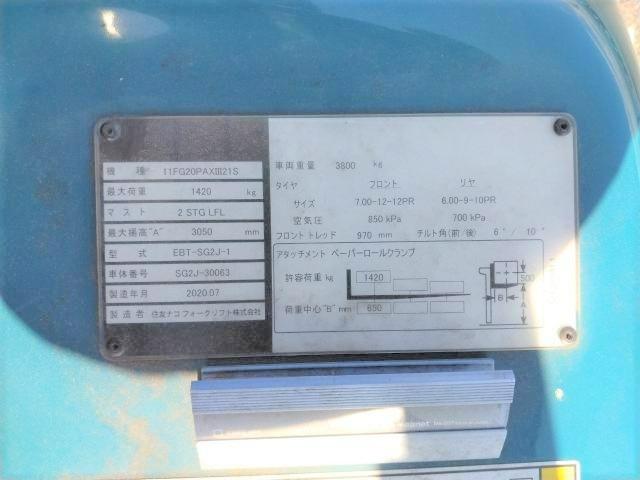 機種 11FG20PAXⅢ21S
最大荷重 1420 kg
マスト 2 STG LFL
最大揚高"A" 3050 mm
型式 EBT-SG2J-1
車体番号 SG2J-30063
製造年月 2020.07
製造者 住友ナコ フォークリフト株式会社
車両重量 3800 kg
タイヤ フロント リヤ
サイズ 7.00-12-12PR 6.00-9-10PR
空気圧 850 kPa 700 kPa
フロントトレッド 970 mm チルト角(前/後) 6°/ 10°
アタッチメント ペーパーロールクランプ
許容荷重 kg 1420
荷重中心"B" mm 650
500
B
A